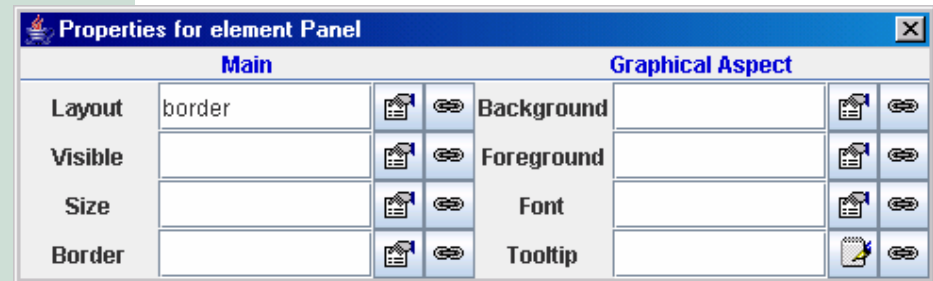 Properties for element Panel
Main Graphical Aspect
Layout border Background
Visible Foreground
Size Font
Border Tooltip